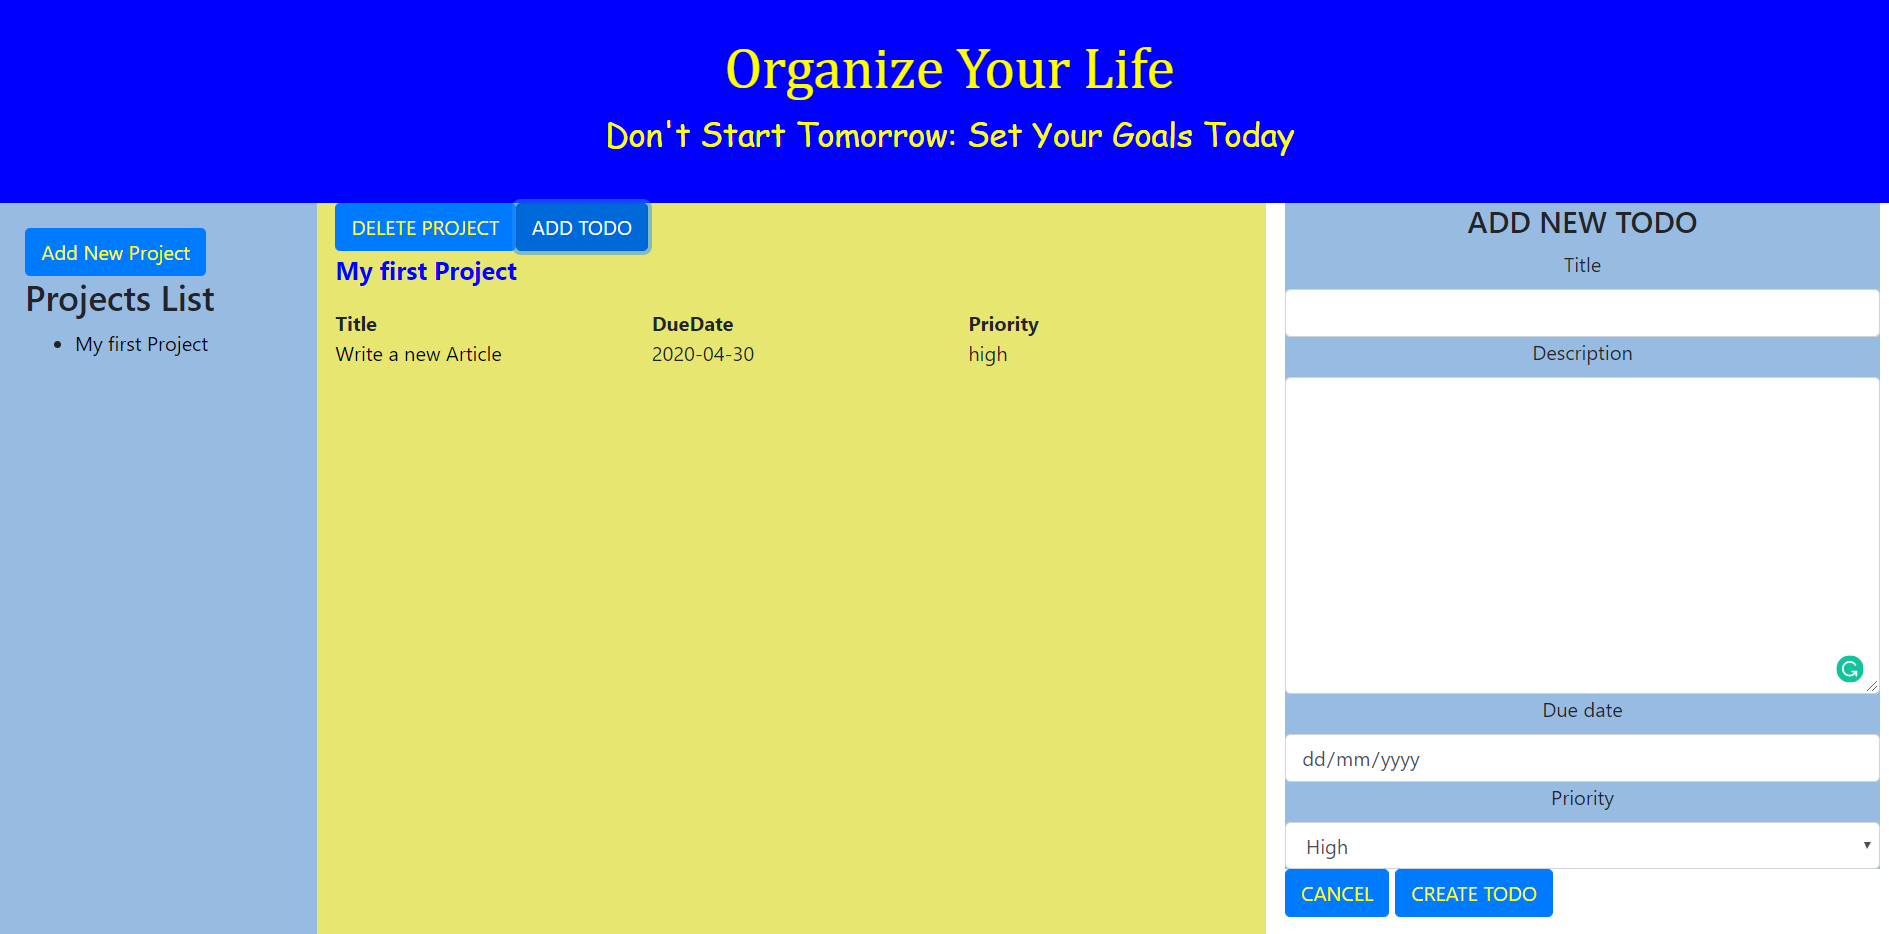 Organize Your Life
Don't Start Tomorrow: Set Your Goals Today
Add New Project
Projects List
My first Project
DELETE PROJECT ADD TODO
My first Project
Title DueDate Priority
Write a new Article 2020-04-30 high
ADD NEW TODO
Title
Description
Due date
dd/mm/yyyy
Priority
High
CANCEL CREATE TODO